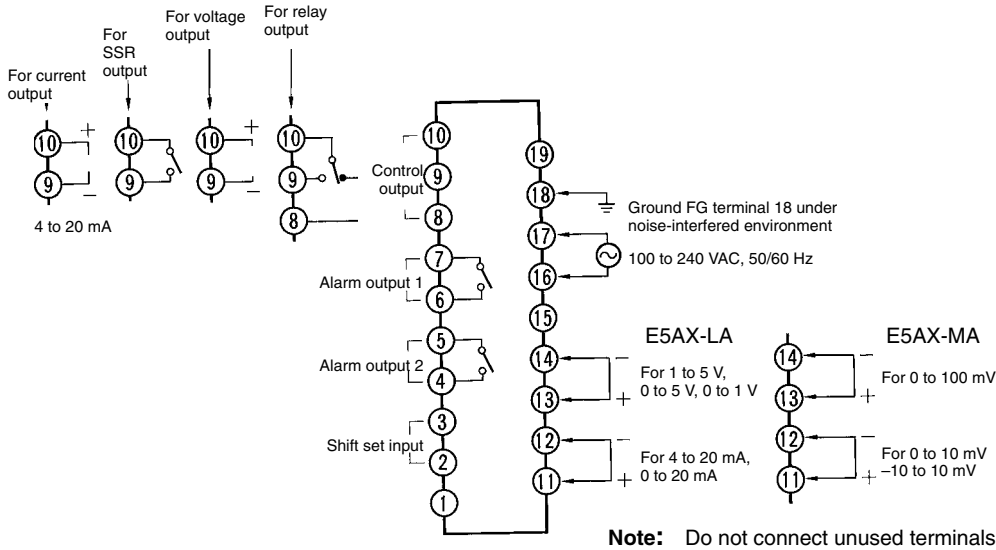 For current
output
For
SSR
output
For voltage
output
For relay
output
10
+
9
−
4 to 20 mA
10
9
10
+
9
−
10
9
8
Control
output
10
9
8
7
Alarm output 1
6
5
Alarm output 2
4
3
Shift set input
2
1
19
18
Ground FG terminal 18 under
noise-interfered environment
17
100 to 240 VAC, 50/60 Hz
16
15
E5AX-LA
14
−
For 1 to 5 V,
0 to 5 V, 0 to 1 V
13
+
12
−
For 4 to 20 mA,
0 to 20 mA
11
+
E5AX-MA
14
−
For 0 to 100 mV
13
+
12
−
For 0 to 10 mV
–10 to 10 mV
11
+
Note: Do not connect unused terminals